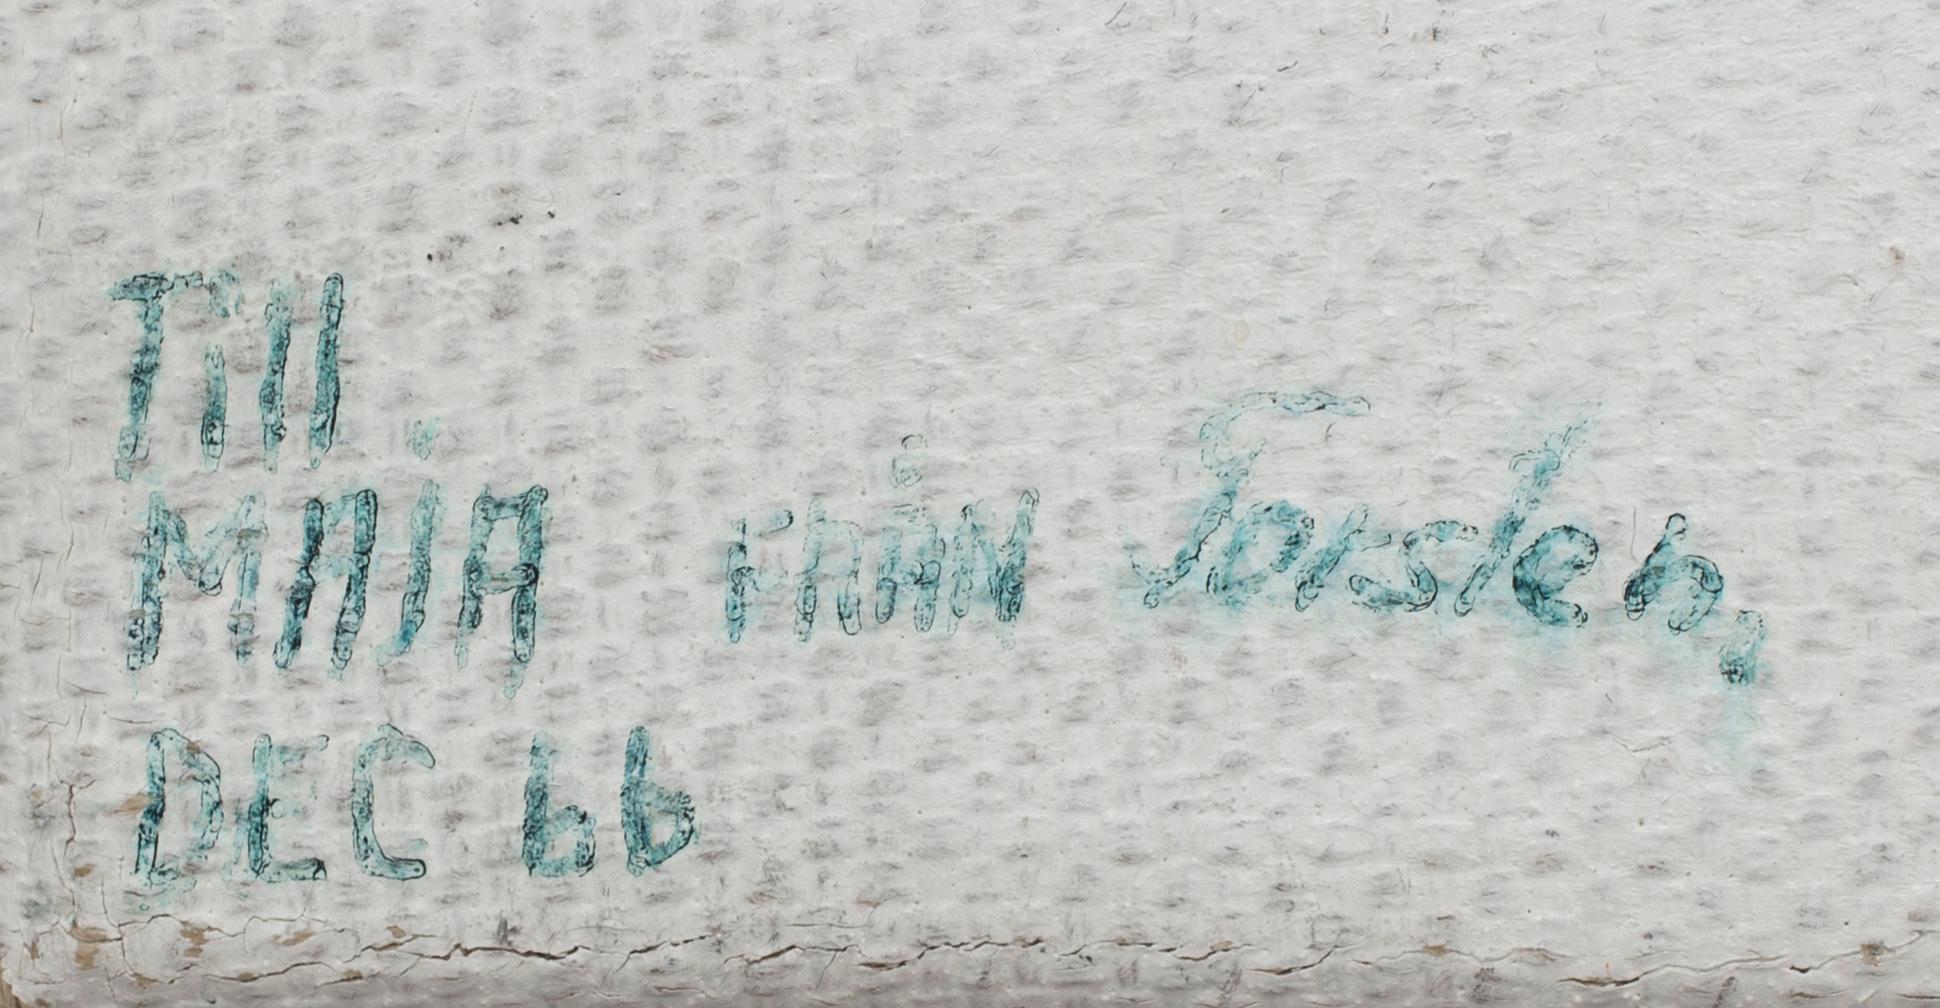 Till
MAJA FRÅN Torsten,
DEC 66